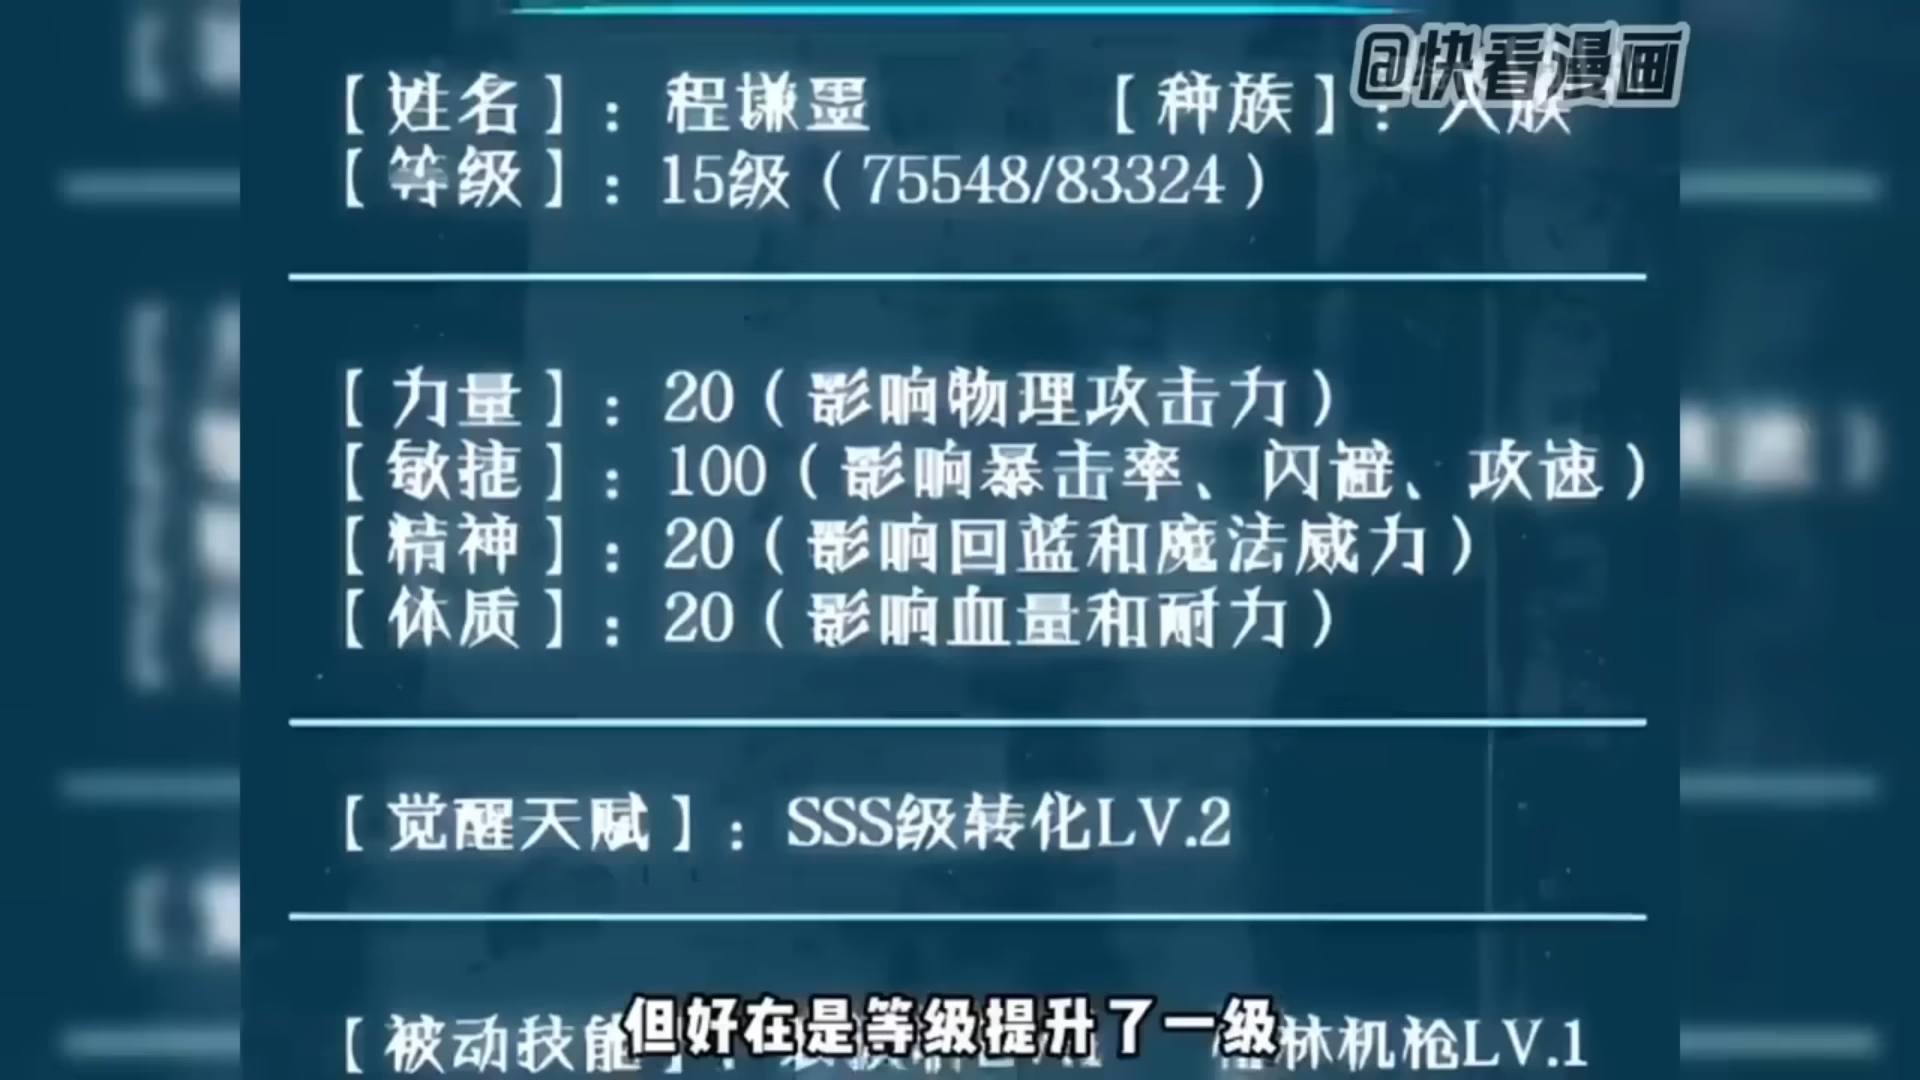 @快看漫画
【姓名】：程谦墨 【种族】：人族
【等级】：15级（75548/83324）
【力量】：20（影响物理攻击力）
【敏捷】：100（影响暴击率、闪避、攻速）
【精神】：20（影响回蓝和魔法威力）
【体质】：20（影响血量和耐力）
【觉醒天赋】：SSS级转化LV.2
【被动技能】： 林机枪LV.1
但好在是等级提升了一级